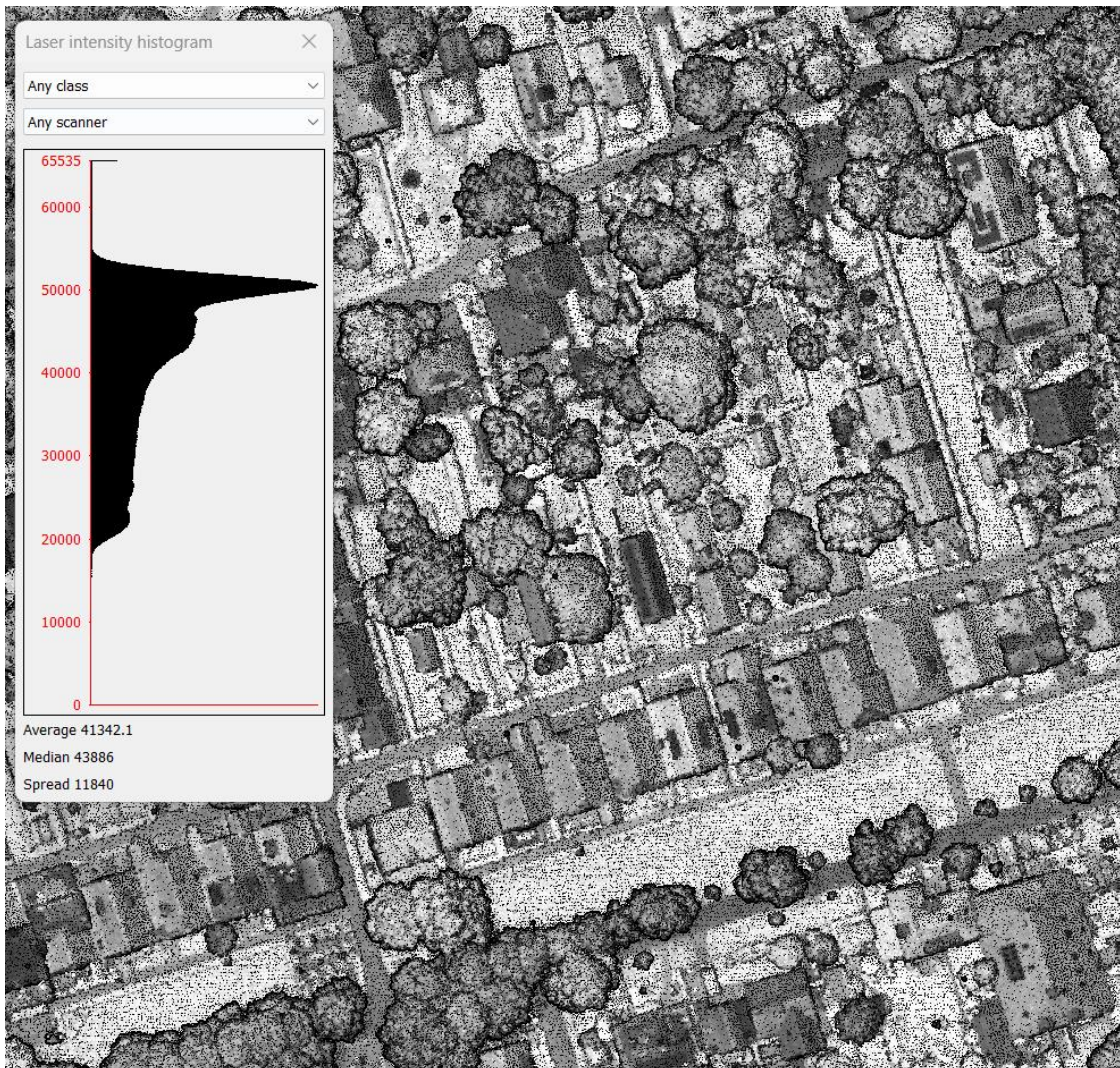 Laser intensity histogram
Any class
Any scanner
65535
60000
50000
40000
30000
20000
10000
0
Average 41342.1
Median 43886
Spread 11840